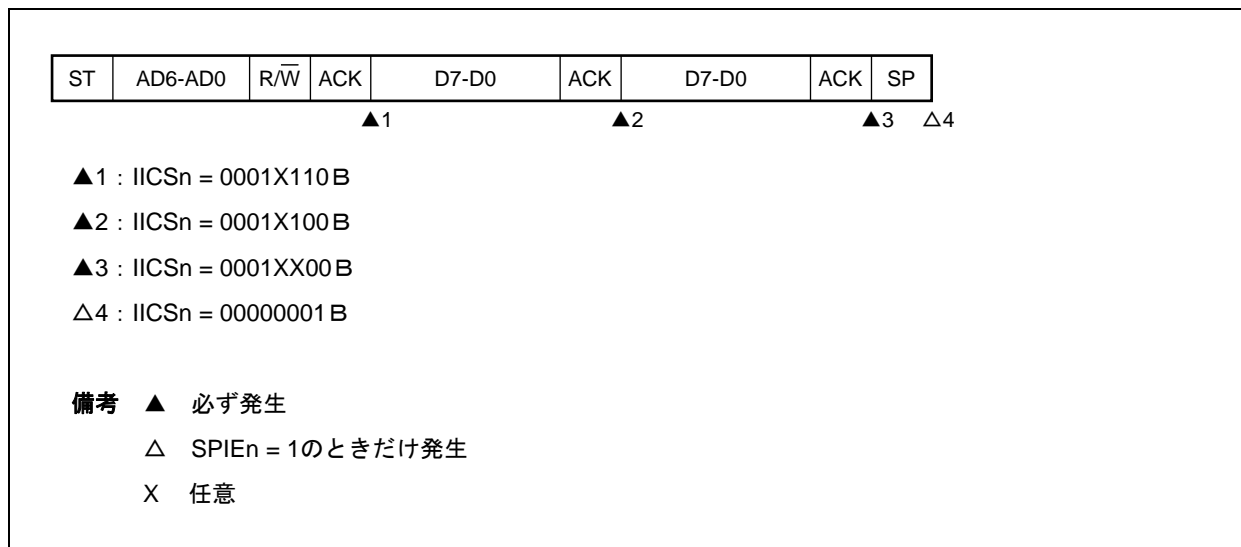 ST AD6-AD0 R/W̅ ACK D7-D0 ACK D7-D0 ACK SP
▲1 ▲2 ▲3 △4
▲1：IICSn = 0001X110B
▲2：IICSn = 0001X100B
▲3：IICSn = 0001XX00B
△4：IICSn = 00000001B
備考 ▲ 必ず発生
△ SPIEn = 1のときだけ発生
X 任意